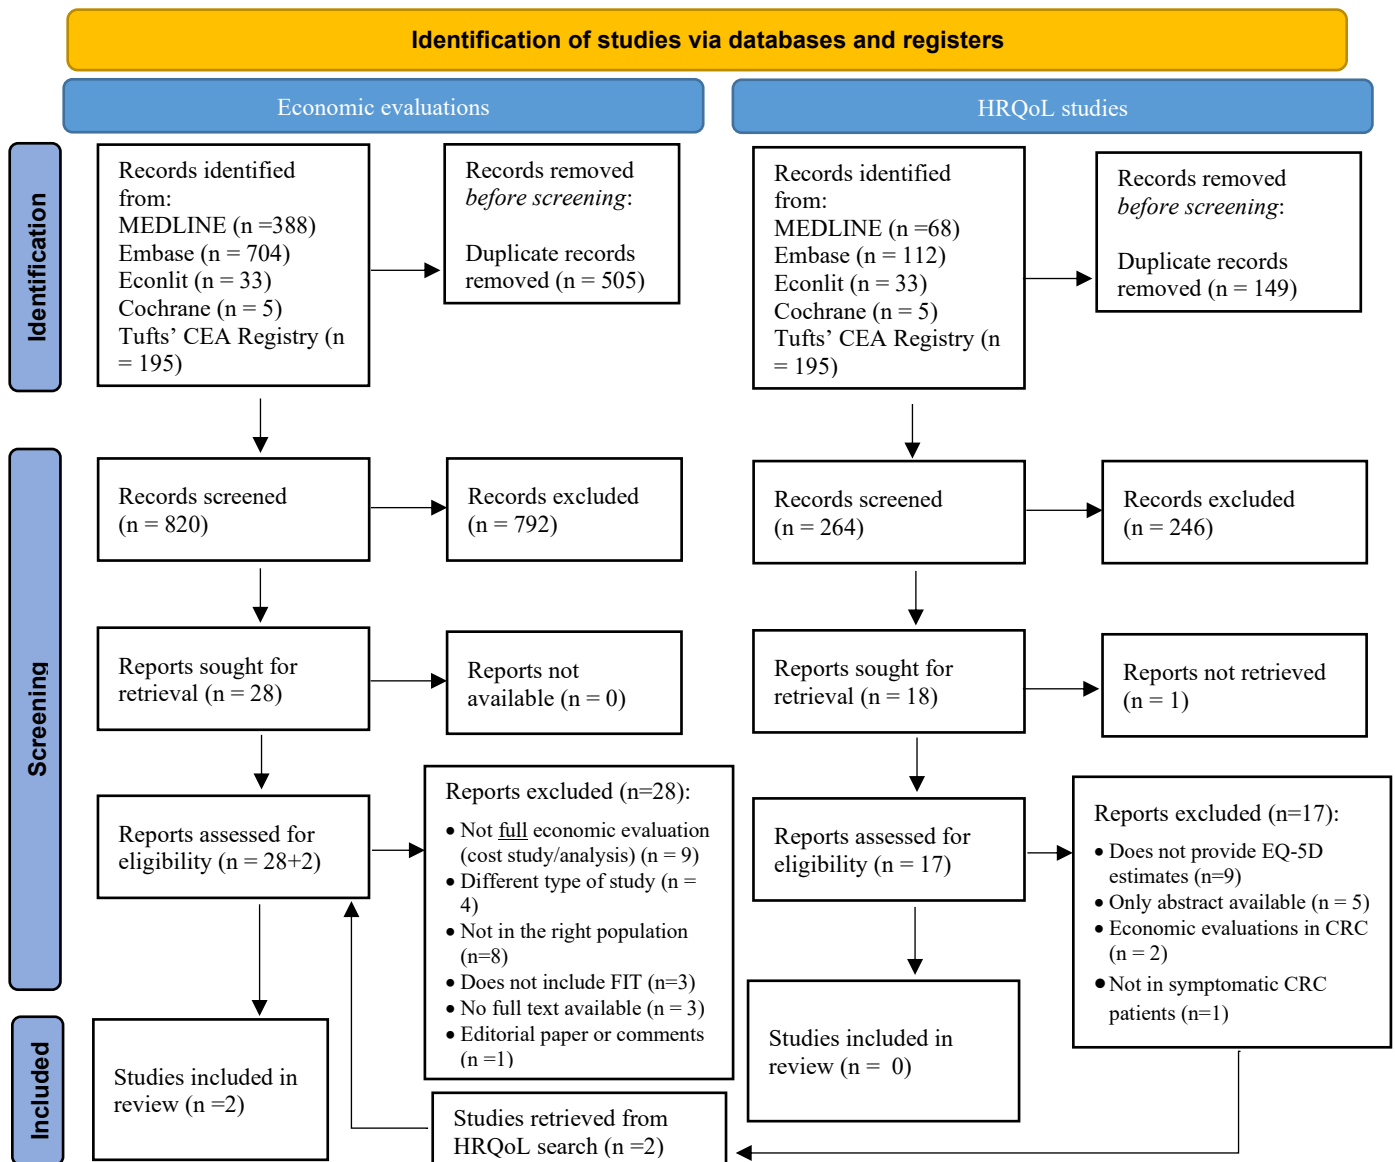 Identification of studies via databases and registers
Economic evaluations
HRQoL studies
Identification
Records identified
from:
MEDLINE (n =388)
Embase (n = 704)
Econlit (n = 33)
Cochrane (n = 5)
Tufts’ CEA Registry (n
= 195)
Records removed
before screening:
Duplicate records
removed (n = 505)
Records identified
from:
MEDLINE (n =68)
Embase (n = 112)
Econlit (n = 33)
Cochrane (n = 5)
Tufts’ CEA Registry (n
= 195)
Records removed
before screening:
Duplicate records
removed (n = 149)
Screening
Records screened
(n = 820)
Records excluded
(n = 792)
Records screened
(n = 264)
Records excluded
(n = 246)
Reports sought for
retrieval (n = 28)
Reports not
available (n = 0)
Reports sought for
retrieval (n = 18)
Reports not retrieved
(n = 1)
Reports assessed for
eligibility (n = 28+2)
Reports excluded (n=28):
• Not full economic evaluation
(cost study/analysis) (n = 9)
• Different type of study (n =
4)
• Not in the right population
(n=8)
• Does not include FIT (n=3)
• No full text available (n = 3)
• Editorial paper or comments
(n =1)
Reports assessed for
eligibility (n = 17)
Reports excluded (n=17):
• Does not provide EQ-5D
estimates (n=9)
• Only abstract available (n = 5)
• Economic evaluations in CRC
(n = 2)
• Not in symptomatic CRC
patients (n=1)
Included
Studies included in
review (n =2)
Studies retrieved from
HRQoL search (n =2)
Studies included in
review (n = 0)